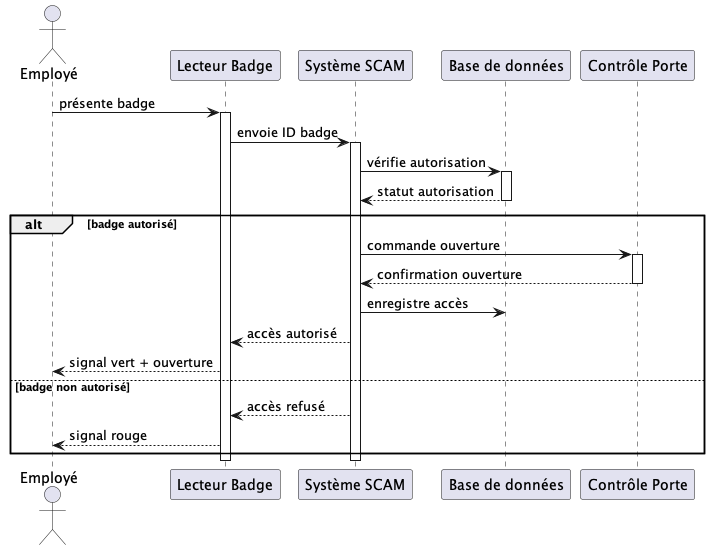 Employé
Lecteur Badge
Système SCAM
Base de données
Contrôle Porte
présente badge
envoie ID badge
vérifie autorisation
statut autorisation
alt
[badge autorisé]
commande ouverture
confirmation ouverture
enregistre accès
accès autorisé
signal vert + ouverture
[badge non autorisé]
accès refusé
signal rouge
Employé
Lecteur Badge
Système SCAM
Base de données
Contrôle Porte